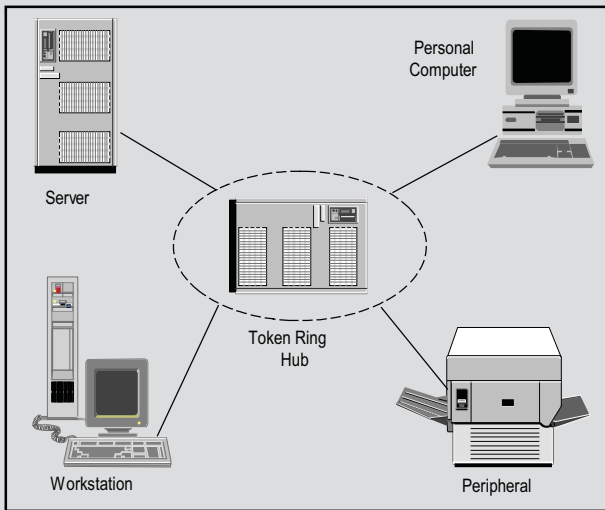 Personal
Computer
Server
Token Ring
Hub
Workstation
Peripheral